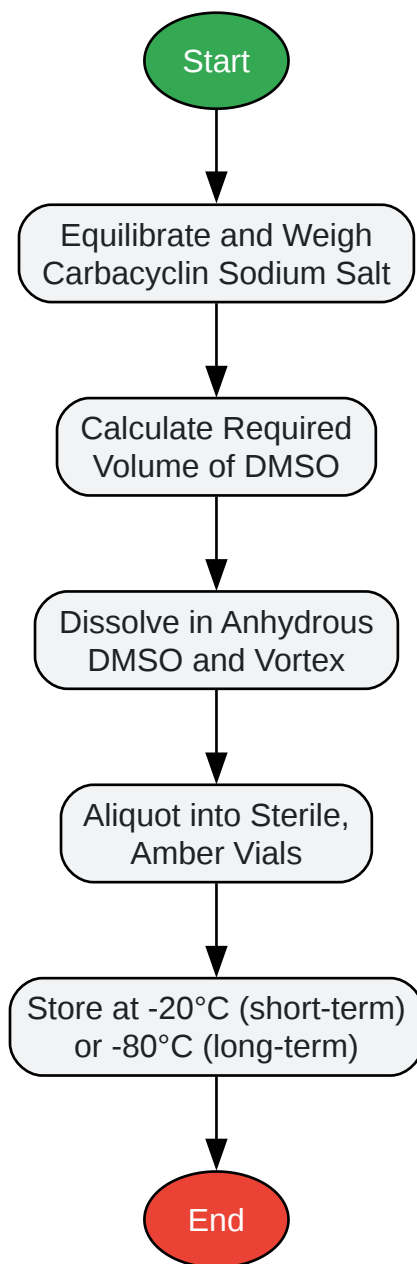 Start
Equilibrate and Weigh
Carbacyclin Sodium Salt
Calculate Required
Volume of DMSO
Dissolve in Anhydrous
DMSO and Vortex
Aliquot into Sterile,
Amber Vials
Store at -20°C (short-term)
or -80°C (long-term)
End